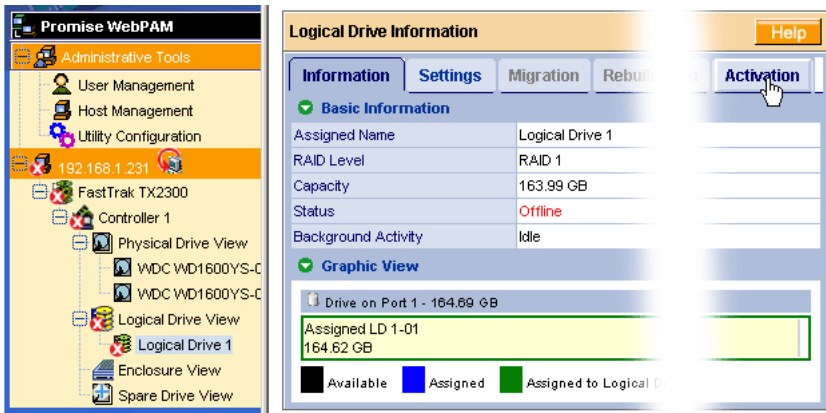 Promise WebPAM
Administrative Tools
User Management
Host Management
Utility Configuration
192.168.1.231
FastTrak TX2300
Controller 1
Physical Drive View
WDC WD1600YS-0
WDC WD1600YS-0
Logical Drive View
Logical Drive 1
Enclosure View
Spare Drive View
Logical Drive Information
Help
Information Settings Migration Activation
Basic Information
Assigned Name Logical Drive 1
RAID Level RAID 1
Capacity 163.99 GB
Status Offline
Background Activity Idle
Graphic View
Drive on Port 1 - 164.69 GB
Assigned LD 1-01
164.62 GB
Available Assigned Assigned to Logical